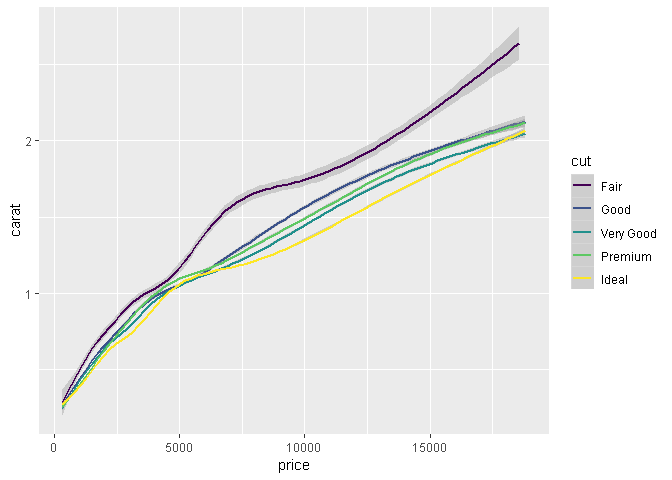 2
1
carat
0
5000
10000
15000
price
cut
Fair
Good
Very Good
Premium
Ideal